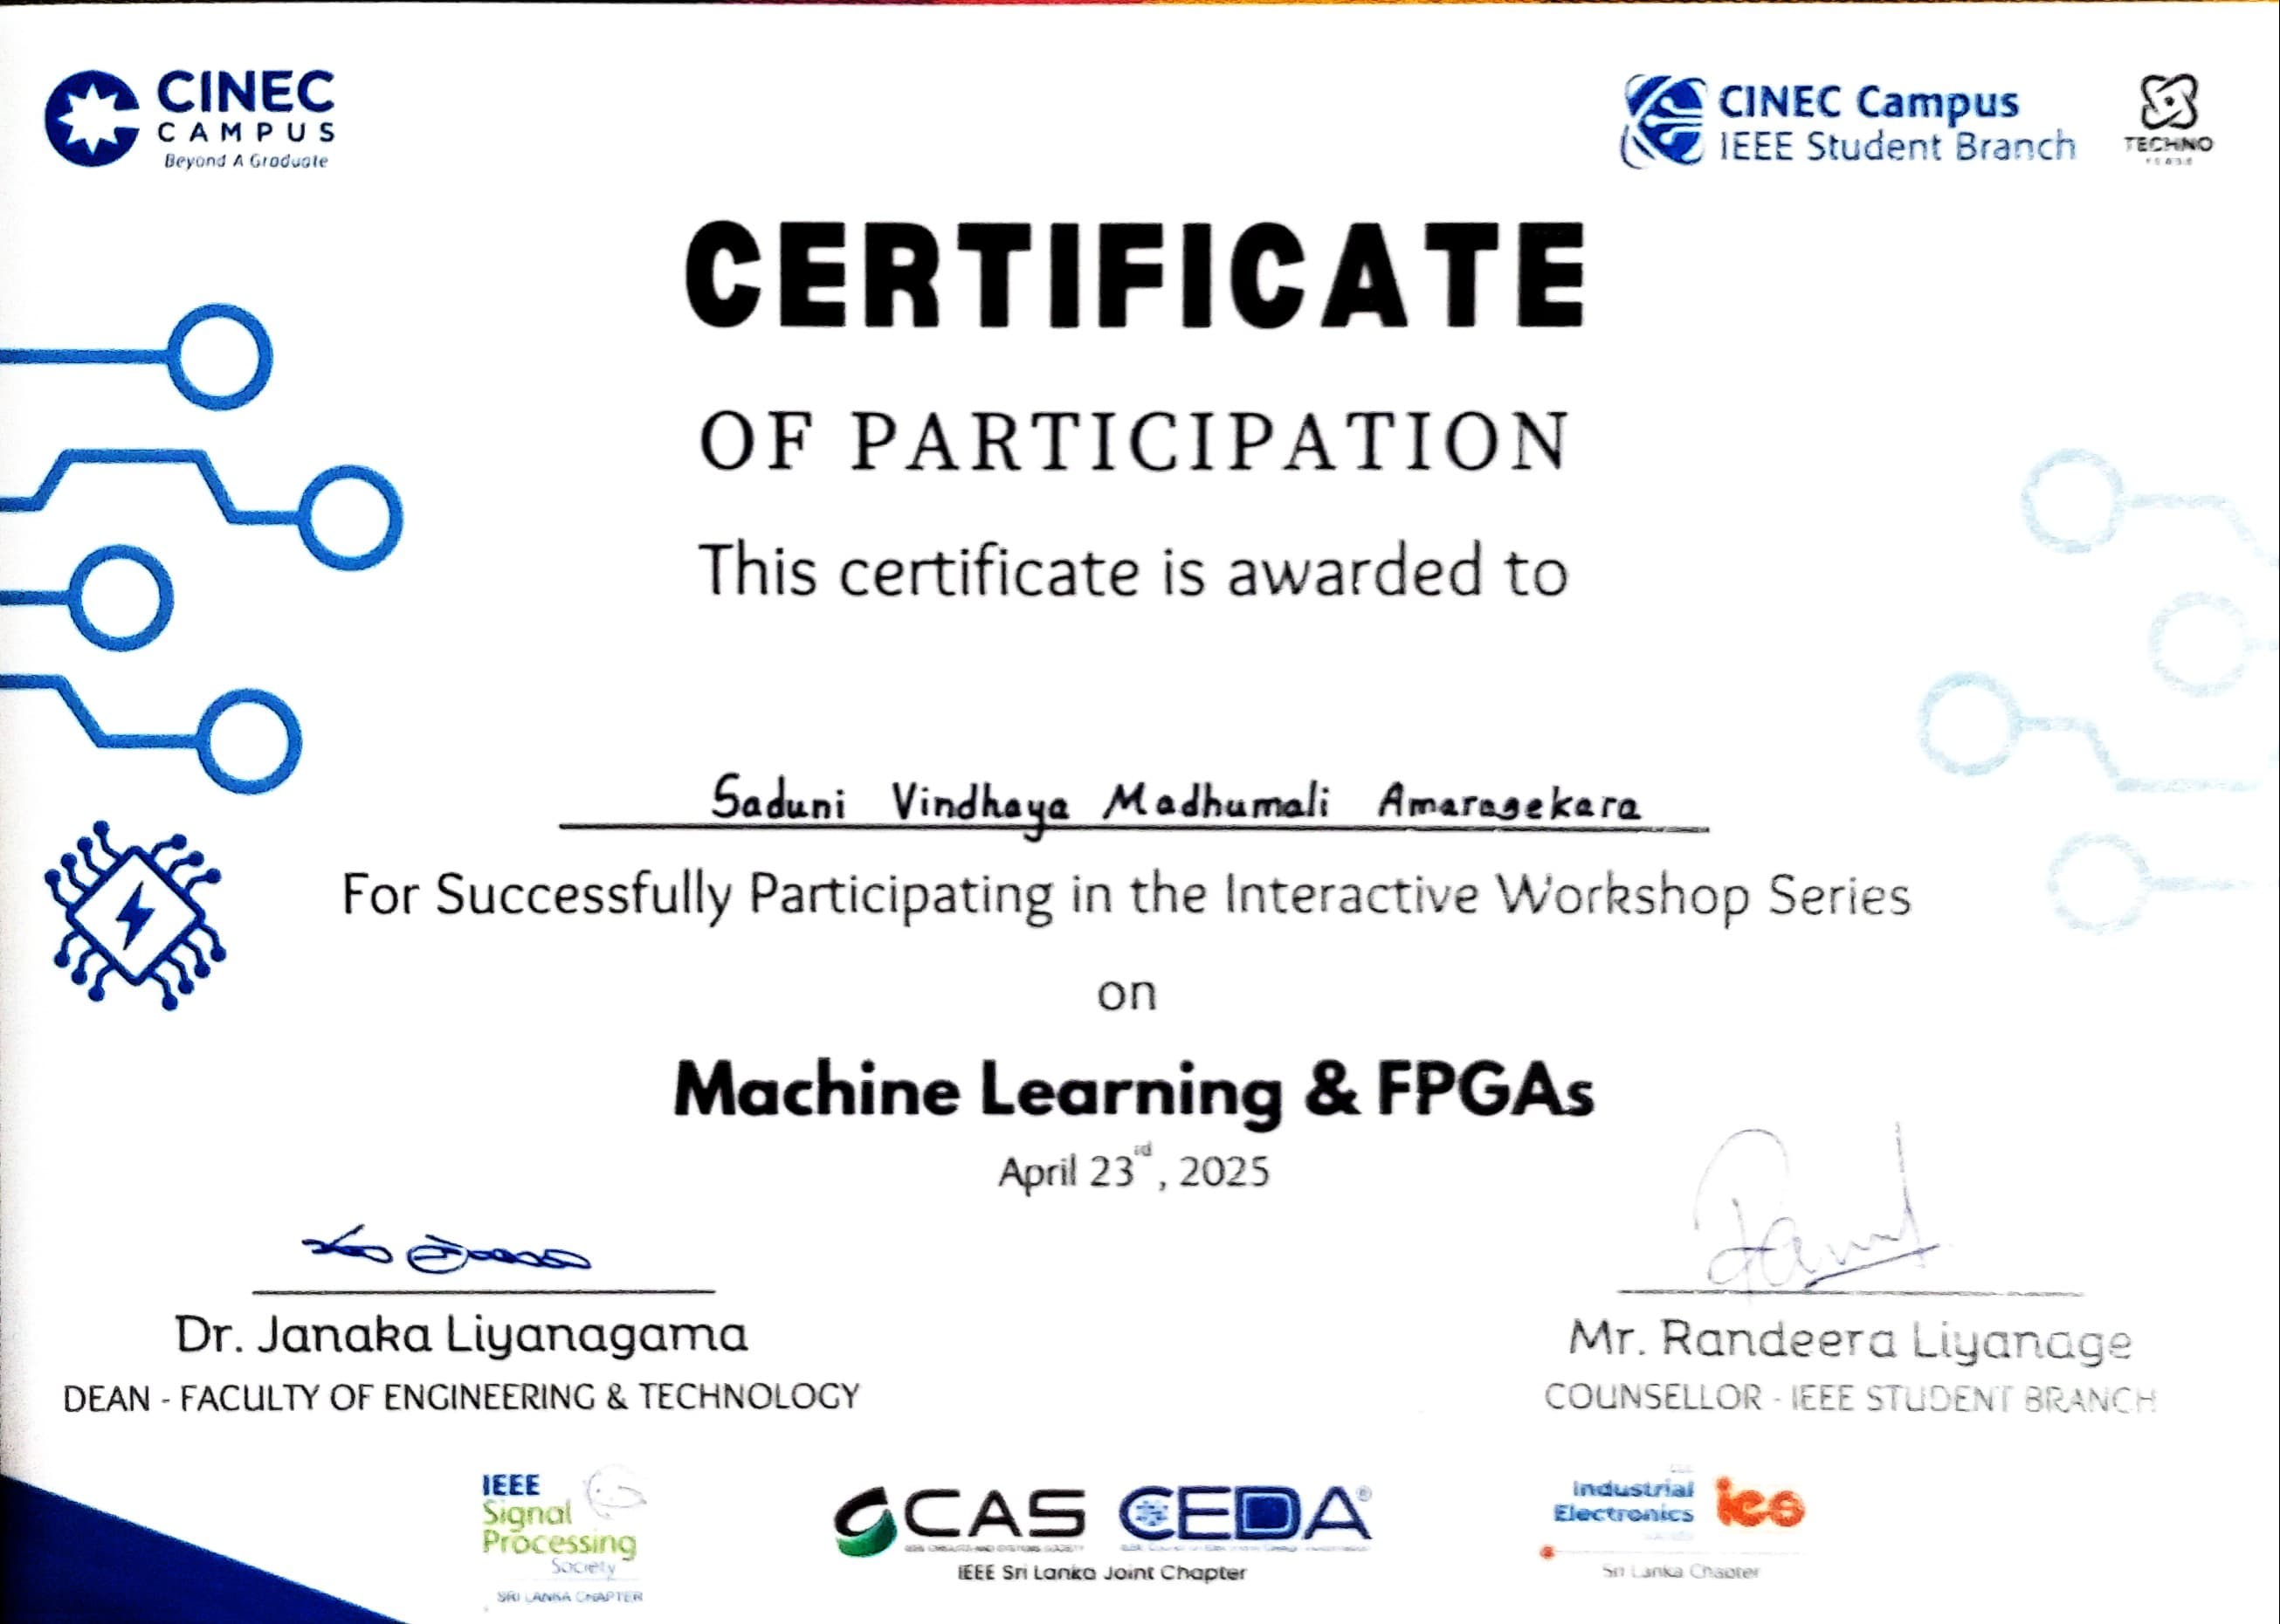 CINEC
CAMPUS
Beyond A Graduate
CINEC Campus
IEEE Student Branch
TECHNO
CERTIFICATE
OF PARTICIPATION
This certificate is awarded to
Saduni Vindhaya Madhumali Amarasekara
For Successfully Participating in the Interactive Workshop Series
on
Machine Learning & FPGAs
April 23rd, 2025
Dr. Janaka Liyanagama
DEAN - FACULTY OF ENGINEERING & TECHNOLOGY
Mr. Randeera Liyanage
COUNSELLOR - IEEE STUDENT BRANCH
IEEE
Signal
Processing
Society
SRI LANKA CHAPTER
CAS CEDA®
IEEE Sri Lanka Joint Chapter
Industrial
Electronics
ies
Sri Lanka Chapter